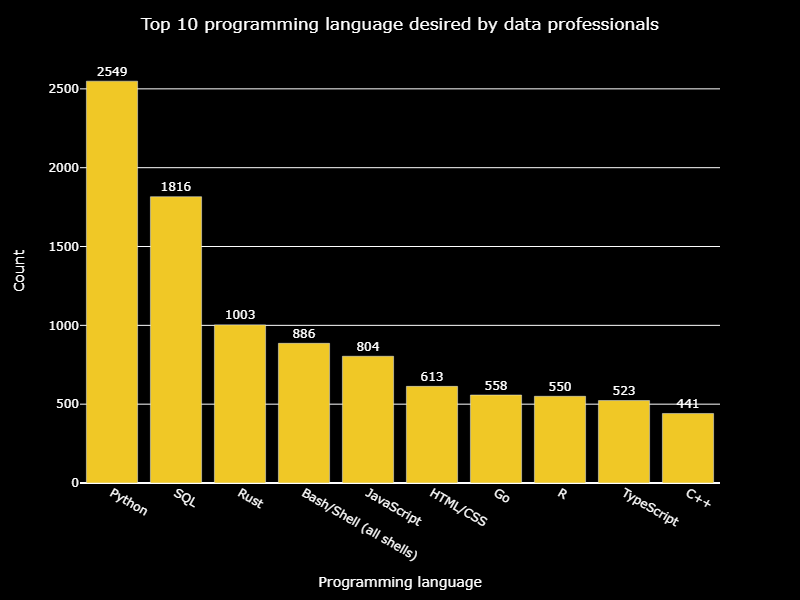 Top 10 programming language desired by data professionals
2549
2500
2000
1816
1500
1003
1000
886
804
613
558
550
523
500
441
0
Count
Python
SQL
Rust
Bash/Shell (all shells)
JavaScript
HTML/CSS
Go
R
TypeScript
C++
Programming language